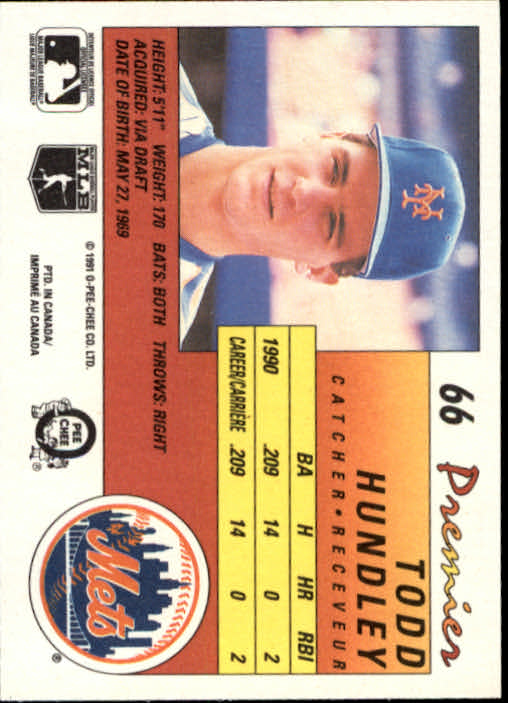 66 Premier
TODD
HUNDLEY
CATCHER • RECEVEUR
BA H HR RBI
1990 .209 14 0 2
CAREER/CARRIÈRE .209 14 0 2
HEIGHT: 5'11" WEIGHT: 170 BATS: BOTH THROWS: RIGHT
ACQUIRED: VIA DRAFT
DATE OF BIRTH: MAY 27, 1969
Mets
®
MLB
© 1991 O-PEE-CHEE CO. LTD.
PTD. IN CANADA/
IMPRIMÉ AU CANADA
O
PEE
CHEE
®